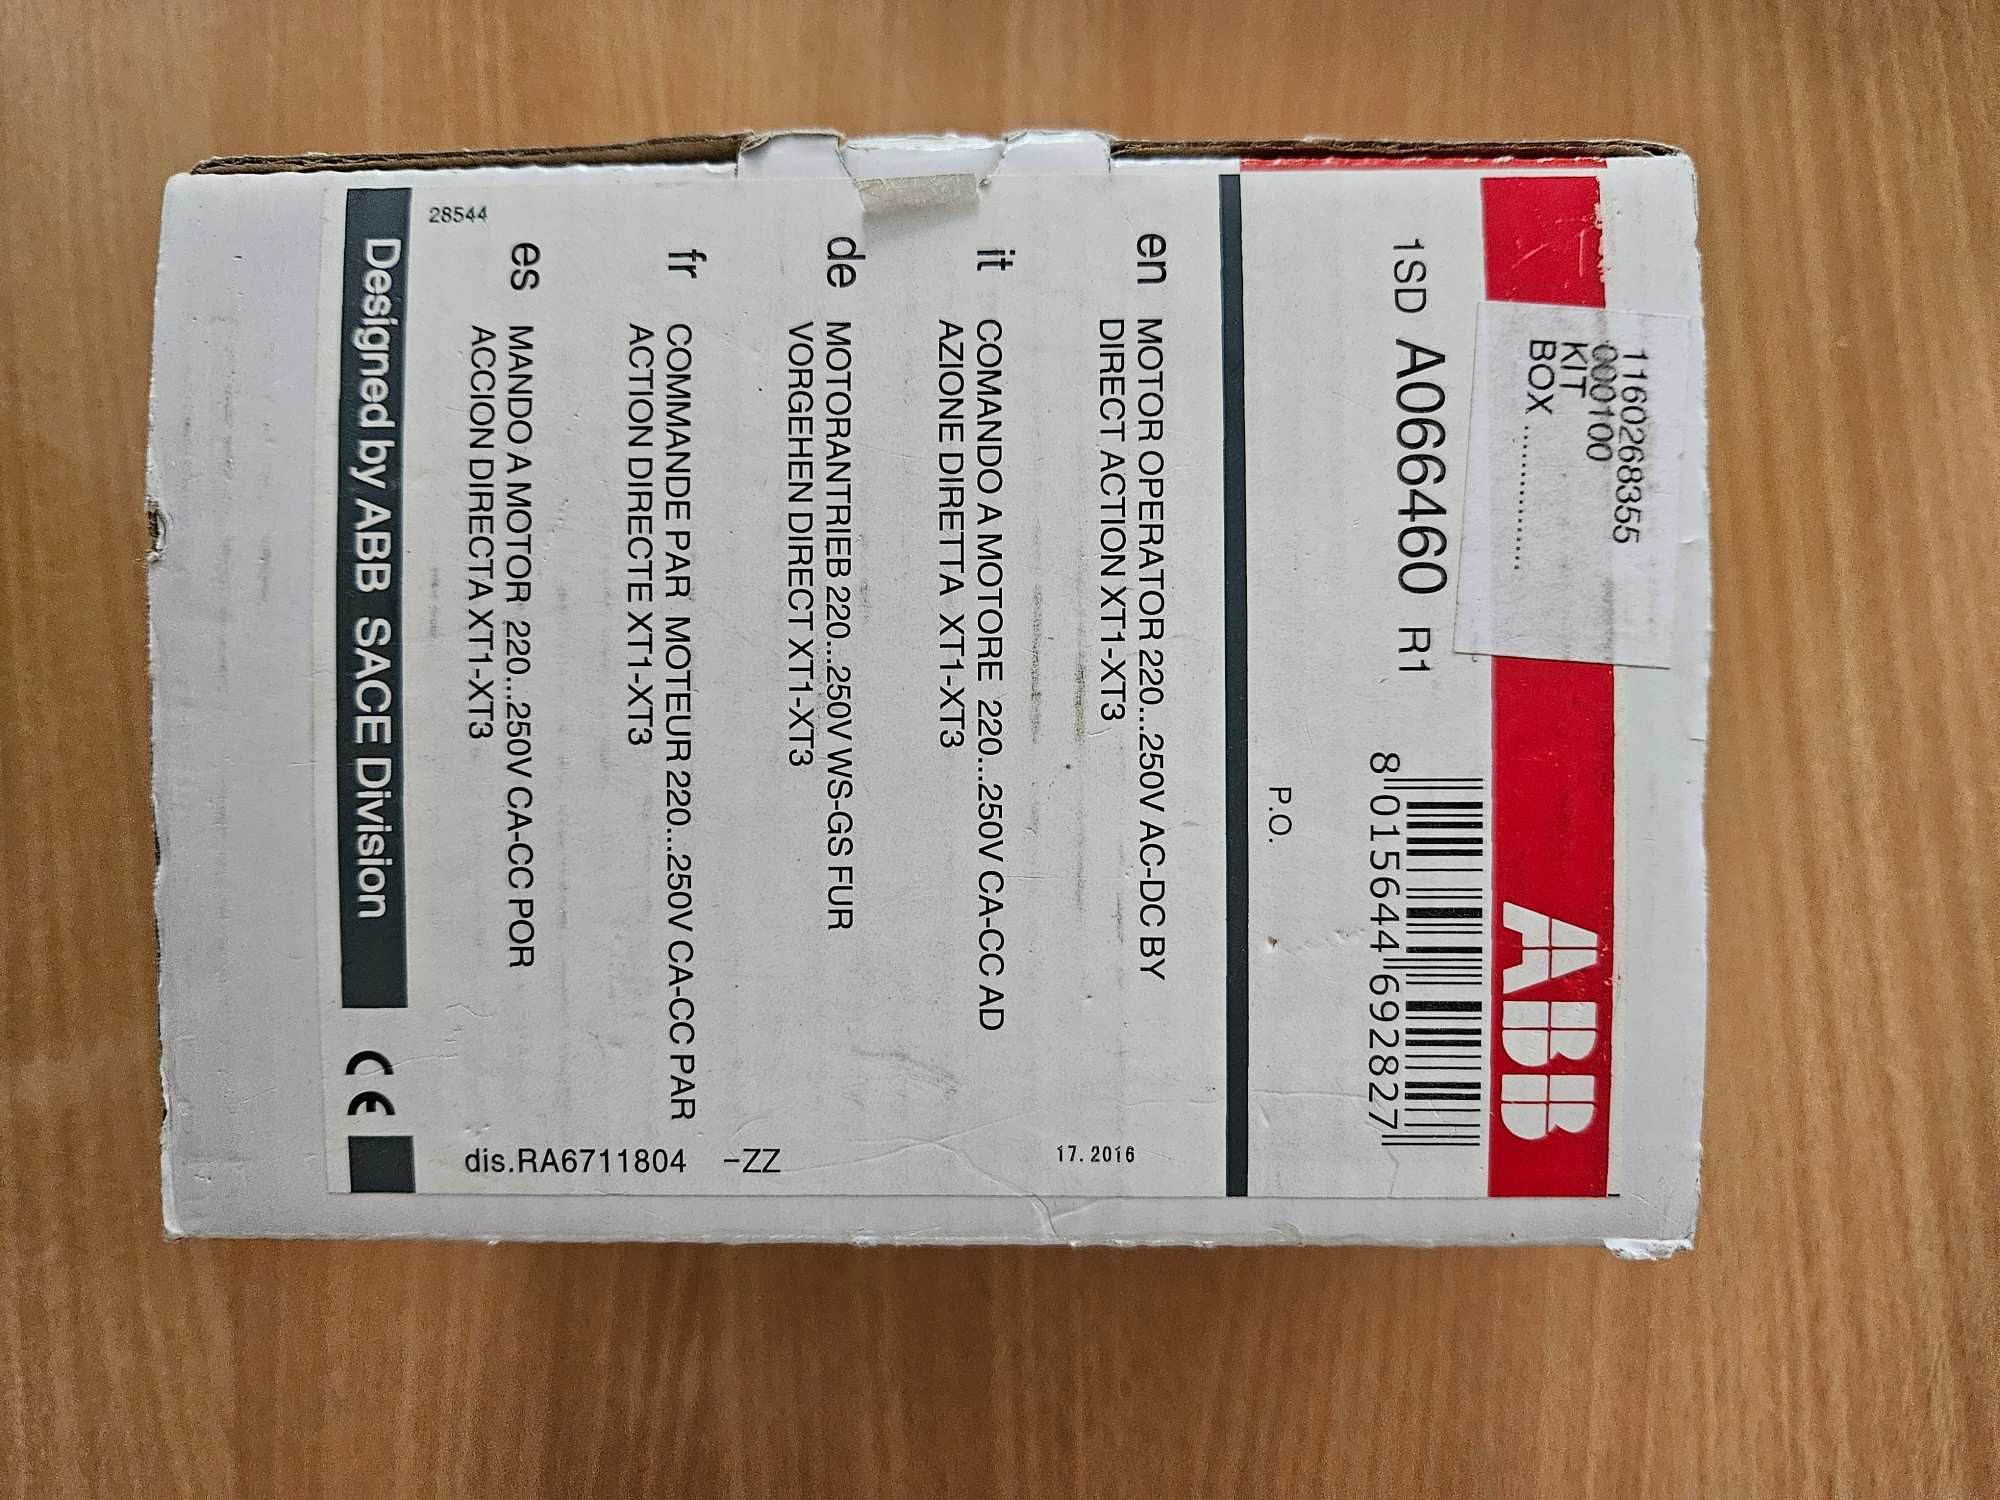 ABB
1160268355
000100
KIT
BOX ..............
1SD A066460 R1
8 015644 692827
P.O.
en MOTOR OPERATOR 220...250V AC-DC BY
DIRECT ACTION XT1-XT3
17. 2016
it COMANDO A MOTORE 220...250V CA-CC AD
AZIONE DIRETTA XT1-XT3
de MOTORANTRIEB 220...250V WS-GS FUR
VORGEHEN DIRECT XT1-XT3
fr COMMANDE PAR MOTEUR 220...250V CA-CC PAR
ACTION DIRECTE XT1-XT3
es MANDO A MOTOR 220...250V CA-CC POR
ACCION DIRECTA XT1-XT3
28544
dis.RA6711804 -ZZ
Designed by ABB SACE Division
CE